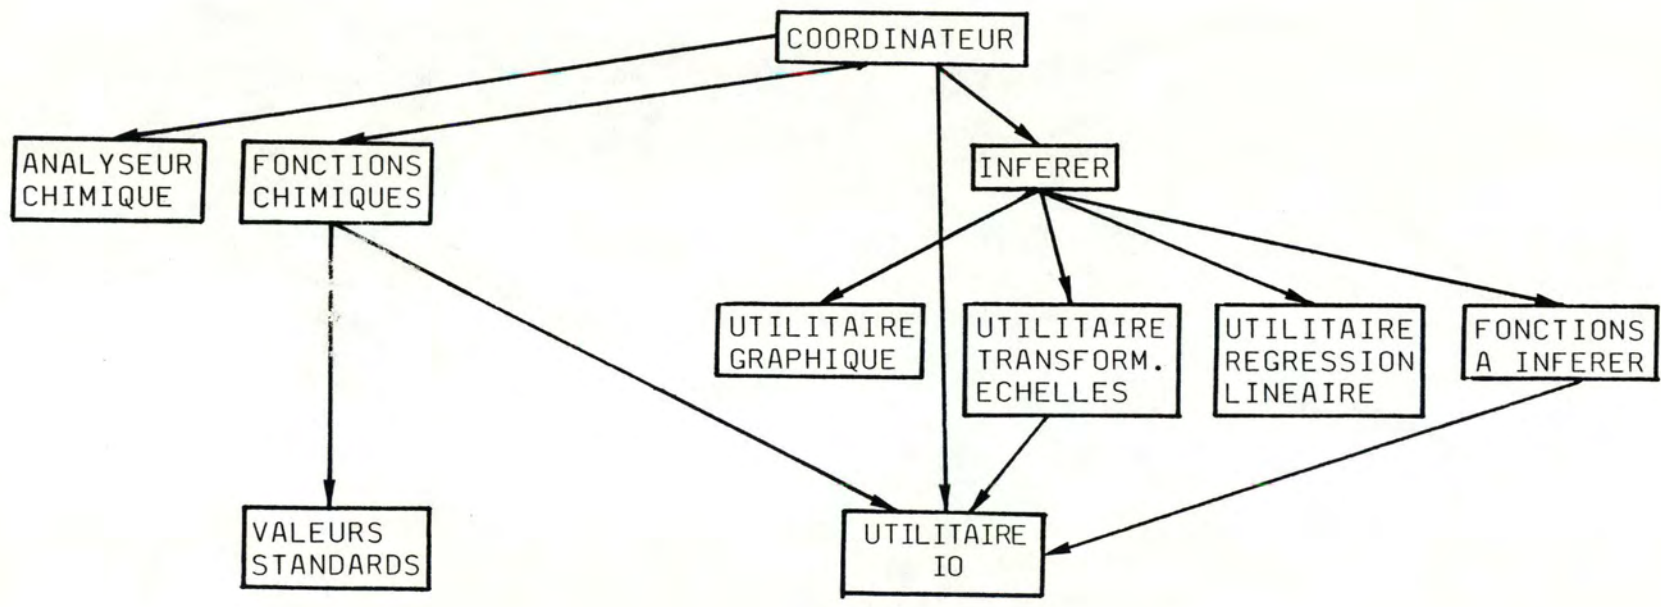 COORDINATEUR
ANALYSEUR
CHIMIQUE
FONCTIONS
CHIMIQUES
INFERER
UTILITAIRE
GRAPHIQUE
UTILITAIRE
TRANSFORM.
ECHELLES
UTILITAIRE
REGRESSION
LINEAIRE
FONCTIONS
A INFERER
VALEURS
STANDARDS
UTILITAIRE
IO